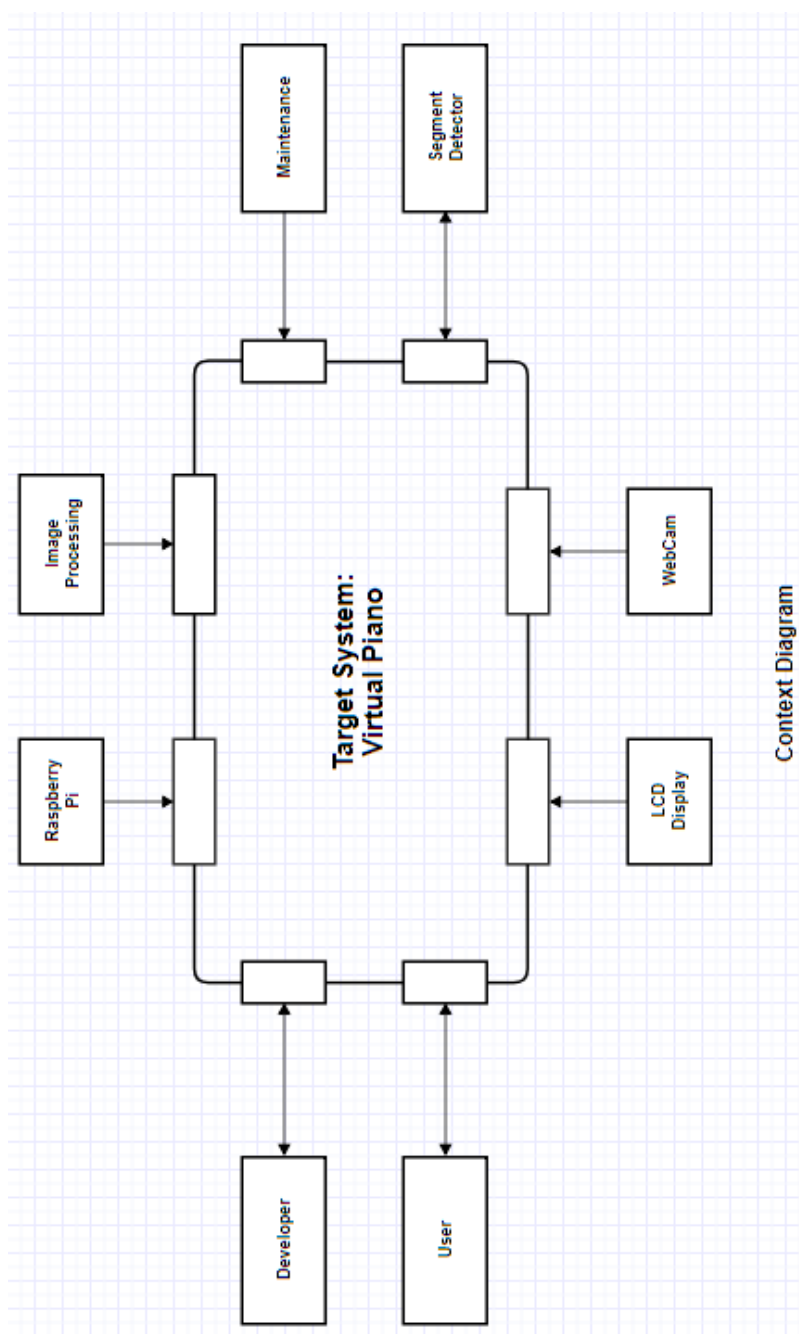 Raspberry
Pi
Image
Processing
Developer
Maintenance
Target System:
Virtual Piano
User
Segment
Detector
LCD
Display
WebCam
Context Diagram